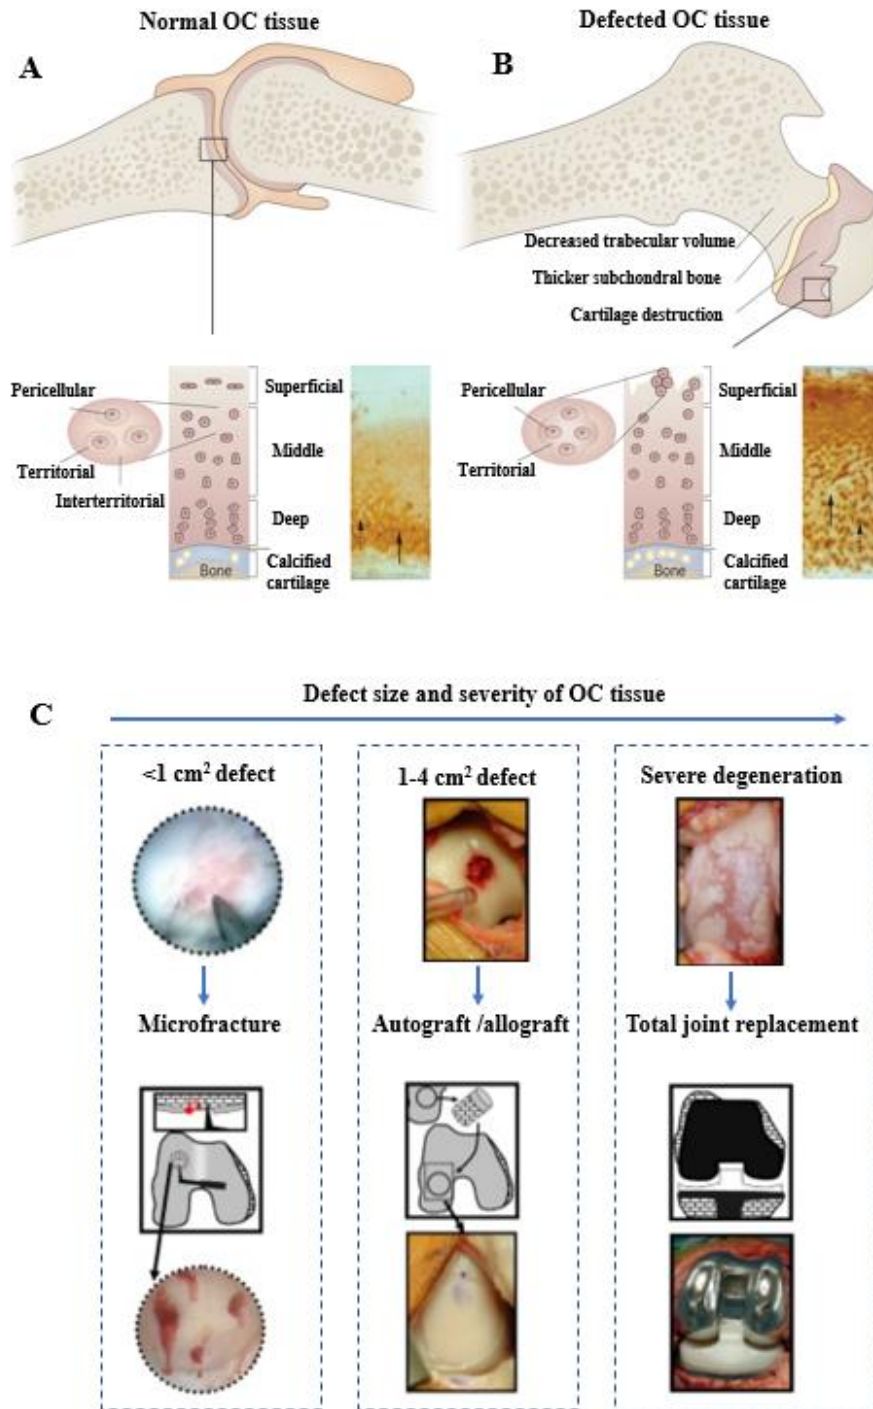 Normal OC tissue
Defected OC tissue
A
B
Decreased trabecular volume
Thicker subchondral bone
Cartilage destruction
Pericellular
Territorial
Interterritorial
Superficial
Middle
Deep
Calcified
cartilage
Bone
Pericellular
Territorial
Superficial
Middle
Deep
Calcified
cartilage
Bone
C
Defect size and severity of OC tissue
<1 cm² defect
1-4 cm² defect
Severe degeneration
Microfracture
Autograft /allograft
Total joint replacement